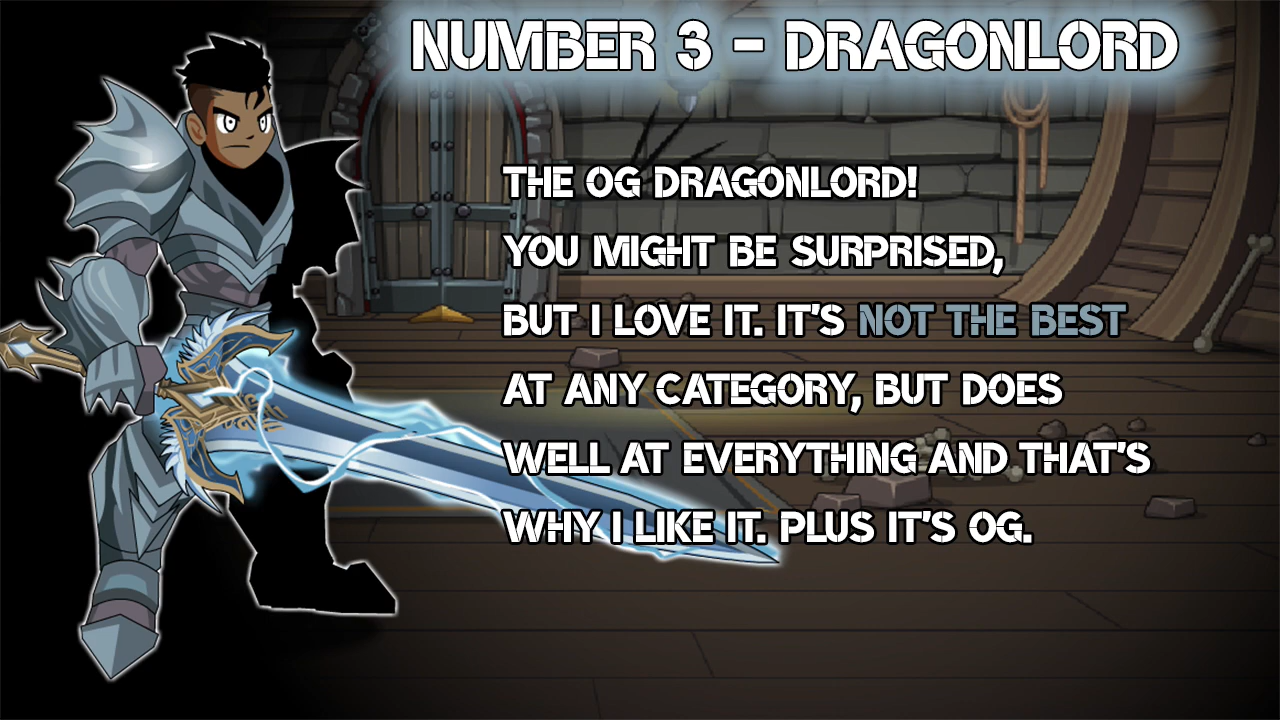 NUMBER 3 - DRAGONLORD
THE OG DRAGONLORD!
YOU MIGHT BE SURPRISED,
BUT I LOVE IT. IT'S NOT THE BEST
AT ANY CATEGORY, BUT DOES
WELL AT EVERYTHING AND THAT'S
WHY I LIKE IT. PLUS IT'S OG.